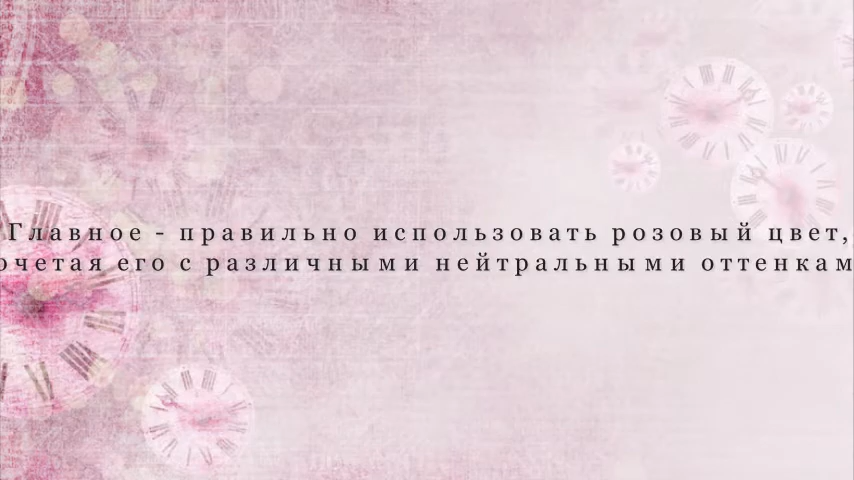 Главное - правильно использовать розовый цвет,
очетая его с различными нейтральными оттенкам